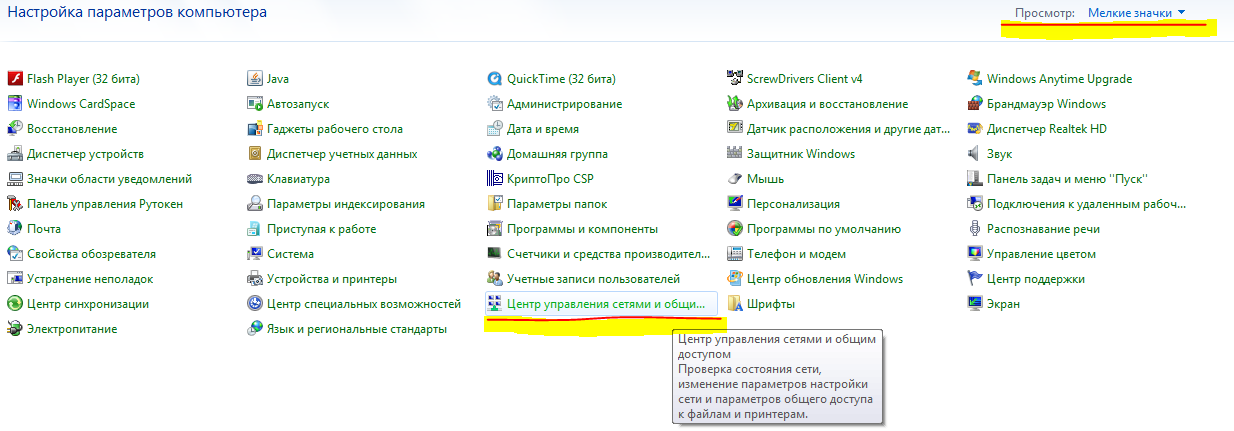 Настройка параметров компьютера
Просмотр: Мелкие значки
Flash Player (32 бита) Java QuickTime (32 бита) ScrewDrivers Client v4 Windows Anytime Upgrade
Windows CardSpace Автозапуск Администрирование Архивация и восстановление Брандмауэр Windows
Восстановление Гаджеты рабочего стола Дата и время Датчик расположения и другие дат... Диспетчер Realtek HD
Диспетчер устройств Диспетчер учетных данных Домашняя группа Защитник Windows Звук
Значки области уведомлений Клавиатура КриптоПро CSP Мышь Панель задач и меню "Пуск"
Панель управления Рутокен Параметры индексирования Параметры папок Персонализация Подключения к удаленным рабоч...
Почта Приступая к работе Программы и компоненты Программы по умолчанию Распознавание речи
Свойства обозревателя Система Счетчики и средства производител... Телефон и модем Управление цветом
Устранение неполадок Устройства и принтеры Учетные записи пользователей Центр обновления Windows Центр поддержки
Центр синхронизации Центр специальных возможностей Центр управления сетями и общи... Шрифты Экран
Электропитание Язык и региональные стандарты
Центр управления сетями и общим
доступом
Проверка состояния сети,
изменение параметров настройки
сети и параметров общего доступа
к файлам и принтерам.